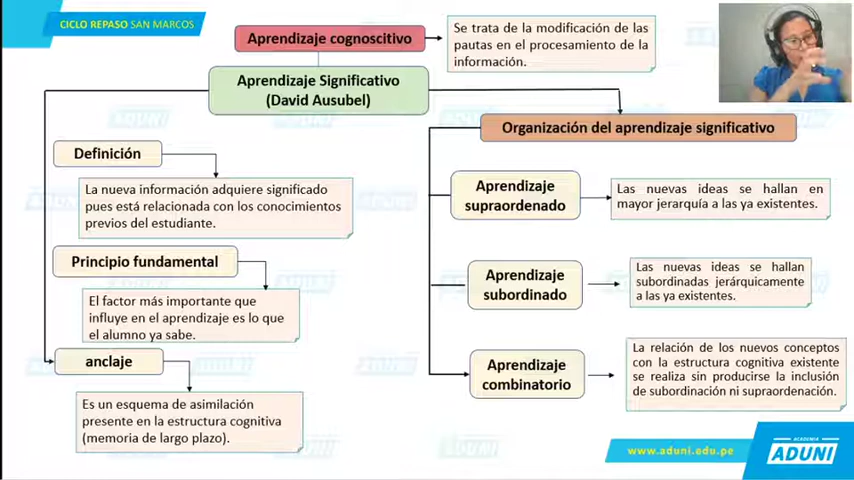 CICLO REPASO SAN MARCOS
Aprendizaje cognoscitivo
Se trata de la modificación de las
pautas en el procesamiento de la
información.
Aprendizaje Significativo
(David Ausubel)
Definición
La nueva información adquiere significado
pues está relacionada con los conocimientos
previos del estudiante.
Principio fundamental
El factor más importante que
influye en el aprendizaje es lo que
el alumno ya sabe.
anclaje
Es un esquema de asimilación
presente en la estructura cognitiva
(memoria de largo plazo).
Organización del aprendizaje significativo
Aprendizaje
supraordenado
Las nuevas ideas se hallan en
mayor jerarquía a las ya existentes.
Aprendizaje
subordinado
Las nuevas ideas se hallan
subordinadas jerárquicamente
a las ya existentes.
Aprendizaje
combinatorio
La relación de los nuevos conceptos
con la estructura cognitiva existente
se realiza sin producirse la inclusión
de subordinación ni supraordenación.
www.aduni.edu.pe
ACADEMIA
ADUNI